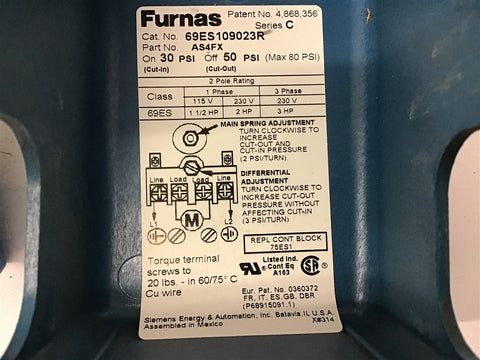 Furnas Patent No. 4,868,356
Series C
Cat. No. 69ES109023R
Part No. AS4FX
On 30 PSI Off 50 PSI (Max 80 PSI)
(Cut-In) (Cut-Out)
2 Pole Rating
Class 1 Phase 3 Phase
115 V 230 V 230 V
69ES 1 1/2 HP 2 HP 3 HP
MAIN SPRING ADJUSTMENT
TURN CLOCKWISE TO
INCREASE
CUT-OUT AND
CUT-IN PRESSURE
(2 PSI/TURN)
DIFFERENTIAL
ADJUSTMENT
TURN CLOCKWISE TO
INCREASE CUT-OUT
PRESSURE WITHOUT
AFFECTING CUT-IN
(3 PSI/TURN)
Line Load Load Line
M
L1 L2
REPL CONT BLOCK
75ES1
Torque terminal
screws to
20 lbs. - in 60/75° C
Cu wire
UL Listed Ind.
Cont Eq
A163
SA
Eur. Pat. No. 0360372
FR, IT, ES, GB, DBR
(P68915091.1)
Siemens Energy & Automation, Inc. Batavia, IL U.S.A.
Assembled in Mexico X#314